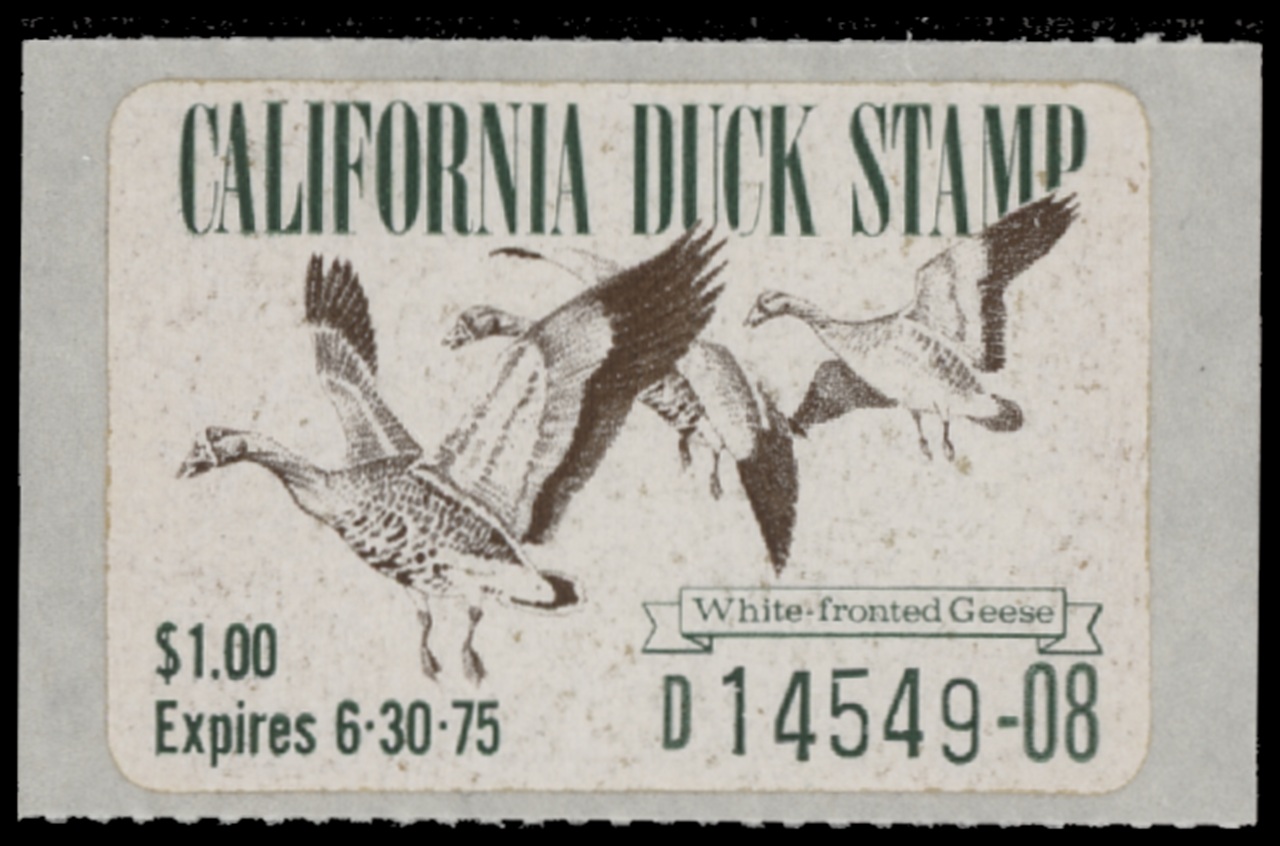 CALIFORNIA DUCK STAMP
White-fronted Geese
$1.00
Expires 6·30·75
D 14549-08